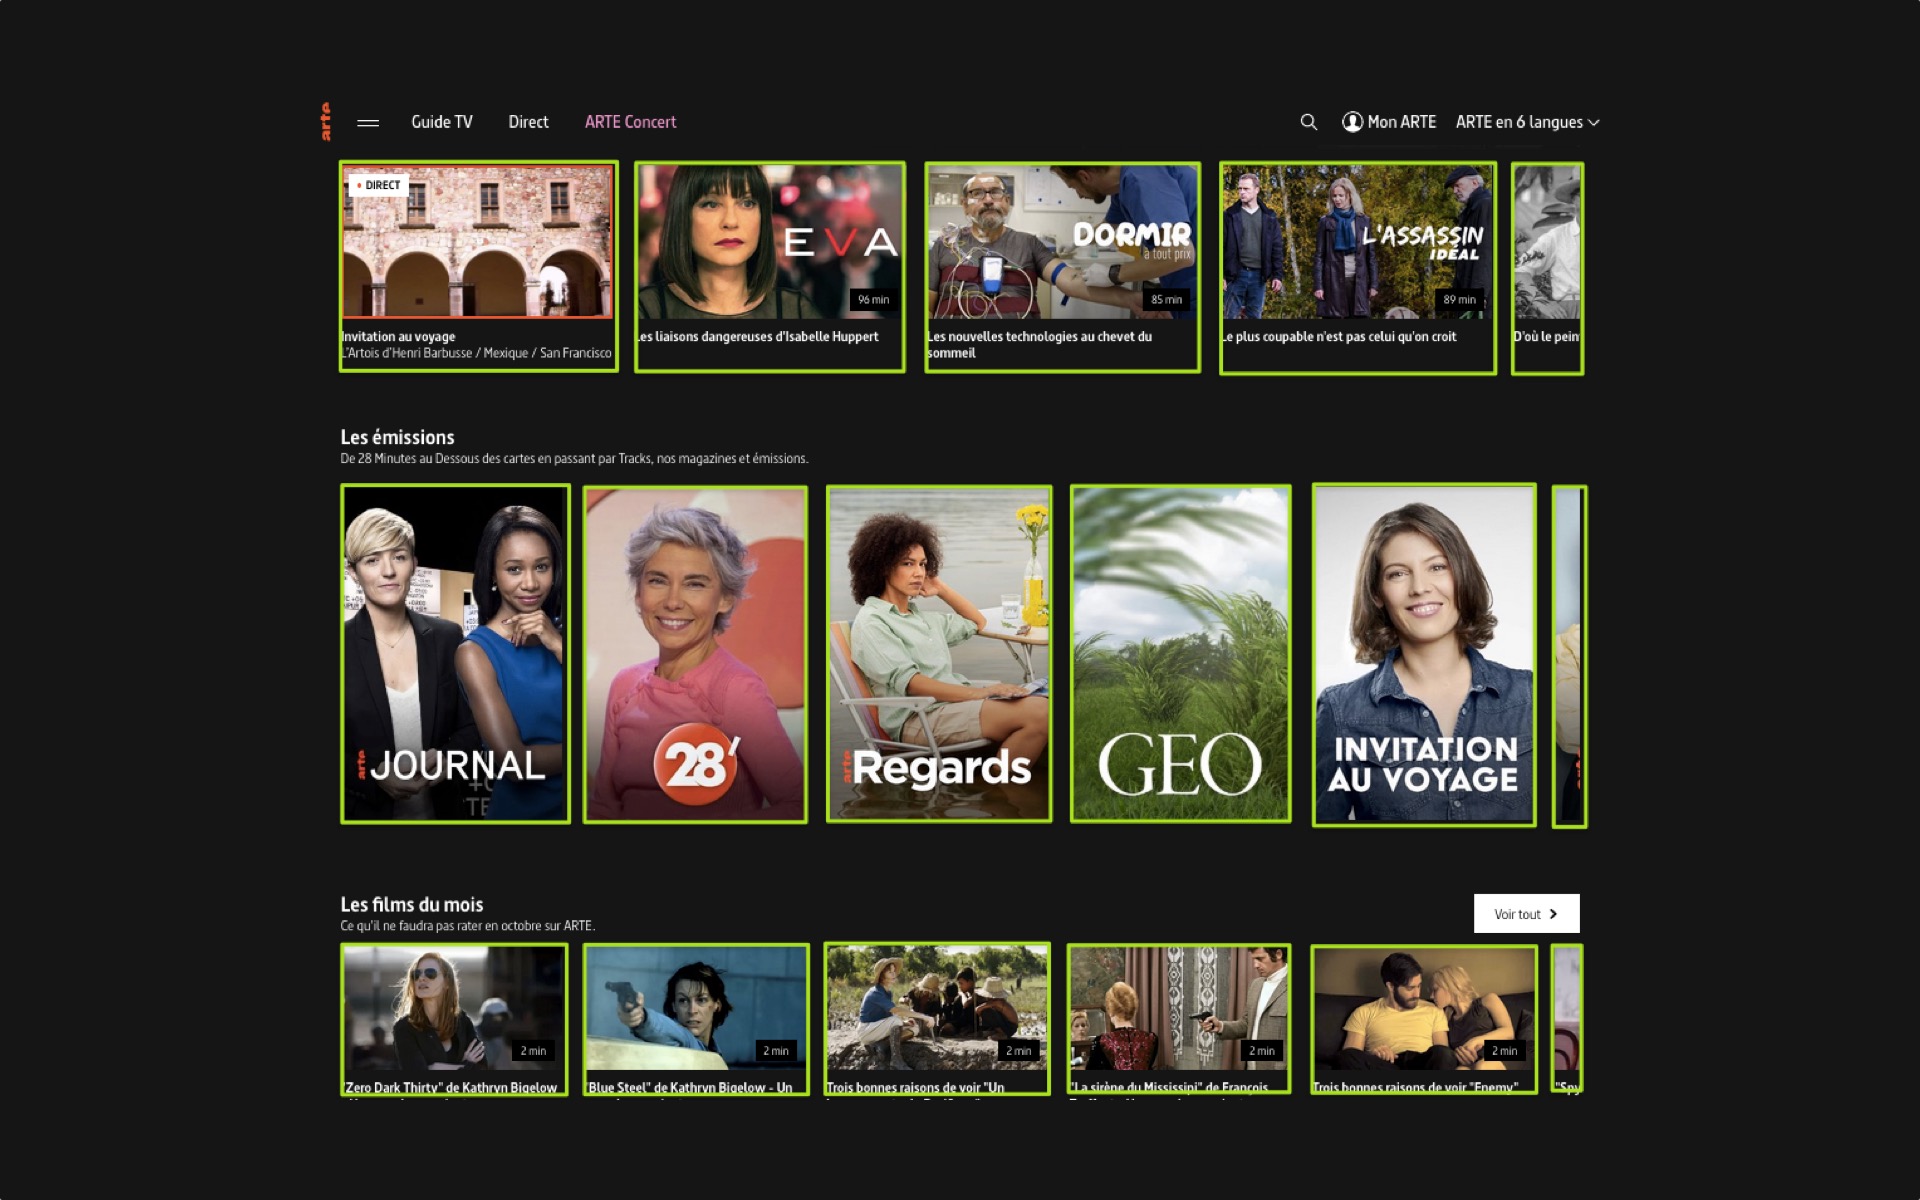 arte
Guide TV
Direct
ARTE Concert
Mon ARTE
ARTE en 6 langues
DIRECT
Invitation au voyage
L'Artois d'Henri Barbusse / Mexique / San Francisco
EVA
96 min
Les liaisons dangereuses d'Isabelle Huppert
DORMIR
à tout prix
85 min
Les nouvelles technologies au chevet du
sommeil
L'ASSASSIN
IDÉAL
89 min
Le plus coupable n'est pas celui qu'on croit
D'où le pein
Les émissions
De 28 Minutes au Dessous des cartes en passant par Tracks, nos magazines et émissions.
arte JOURNAL
28'
arte Regards
GEO
INVITATION
AU VOYAGE
Les films du mois
Ce qu'il ne faudra pas rater en octobre sur ARTE.
Voir tout
2 min
"Zero Dark Thirty" de Kathryn Bigelow
2 min
"Blue Steel" de Kathryn Bigelow - Un
2 min
Trois bonnes raisons de voir "Un
2 min
"La sirène du Mississipi" de François
2 min
Trois bonnes raisons de voir "Enemy"
"Spy